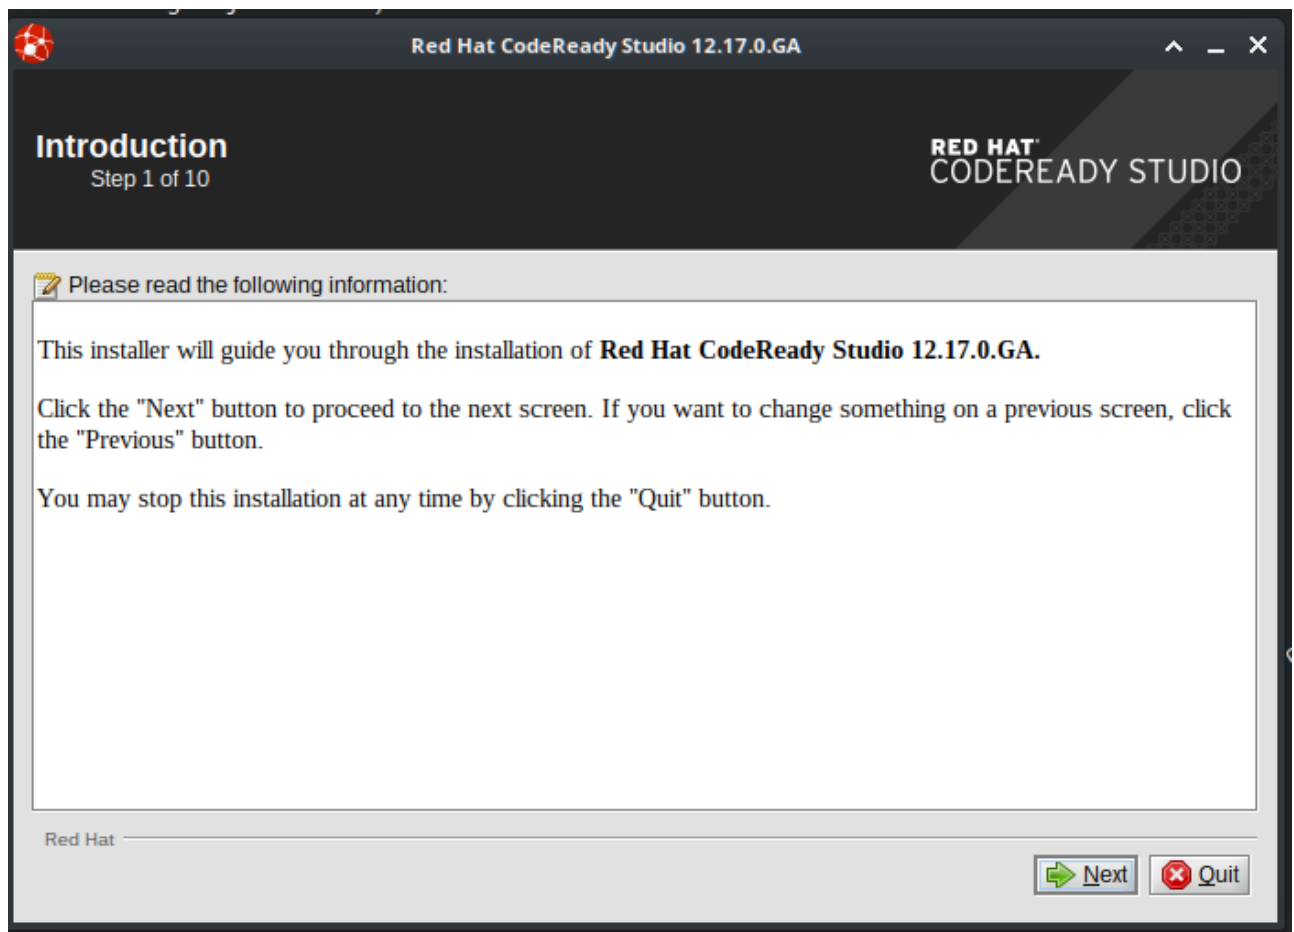 Red Hat CodeReady Studio 12.17.0.GA
Introduction
Step 1 of 10
RED HAT
CODEREADY STUDIO
Please read the following information:
This installer will guide you through the installation of Red Hat CodeReady Studio 12.17.0.GA.
Click the "Next" button to proceed to the next screen. If you want to change something on a previous screen, click
the "Previous" button.
You may stop this installation at any time by clicking the "Quit" button.
Red Hat
Next
Quit